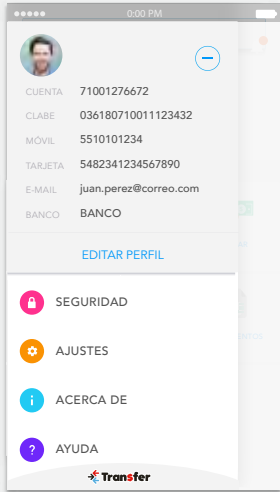 0:00 PM
CUENTA 71001276672
CLABE 036180710011123432
MÓVIL 5510101234
TARJETA 5482341234567890
E-MAIL juan.perez@correo.com
BANCO BANCO
EDITAR PERFIL
SEGURIDAD
AJUSTES
ACERCA DE
AYUDA
Transfer